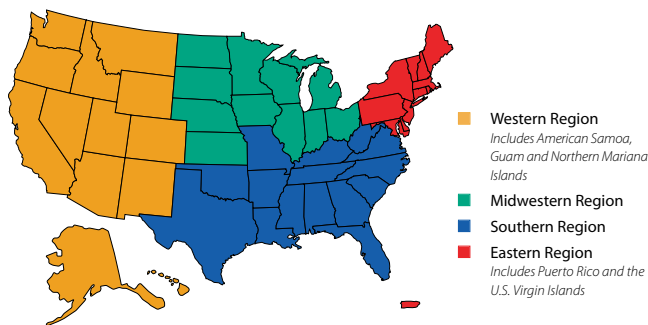 Western Region
Includes American Samoa,
Guam and Northern Mariana
Islands
Midwestern Region
Southern Region
Eastern Region
Includes Puerto Rico and the
U.S. Virgin Islands